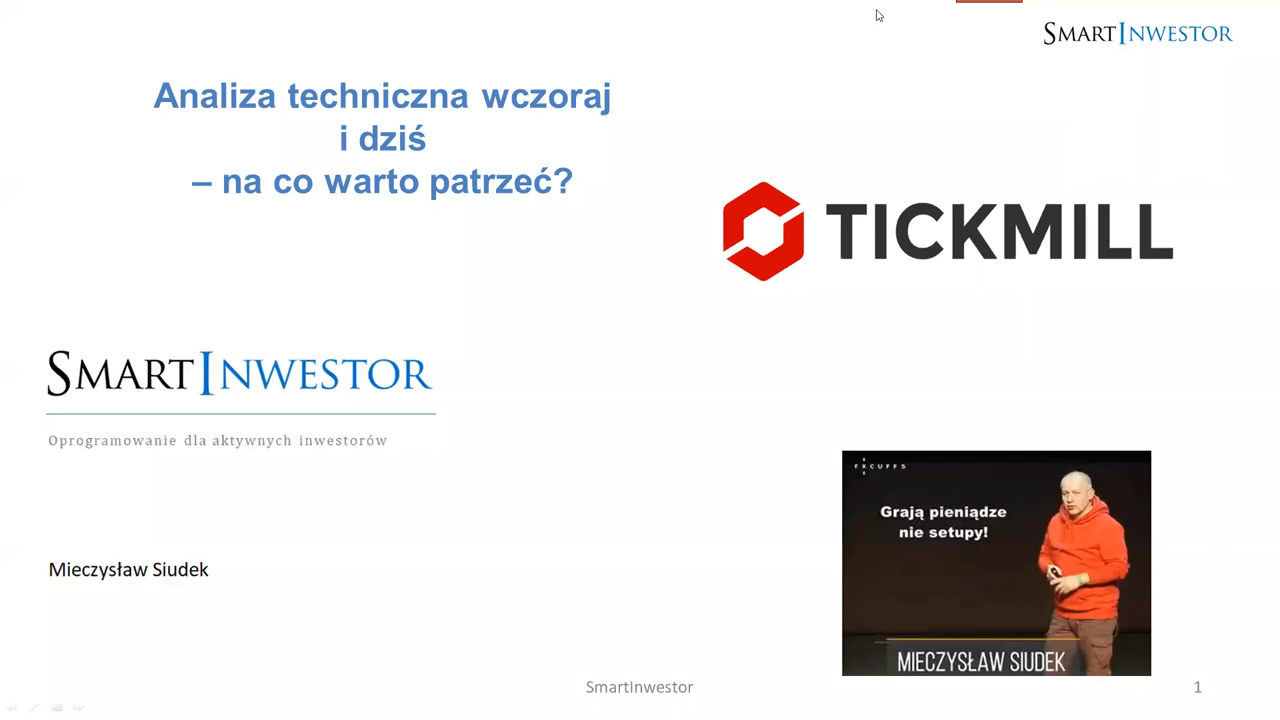 SMARTINWESTOR
Analiza techniczna wczoraj
i dziś
– na co warto patrzeć?
TICKMILL
SMARTINWESTOR
Oprogramowanie dla aktywnych inwestorów
FXCUFFS
Grają pieniądze
nie setupy!
Mieczysław Siudek
MIECZYSŁAW SIUDEK
SmartInwestor
1